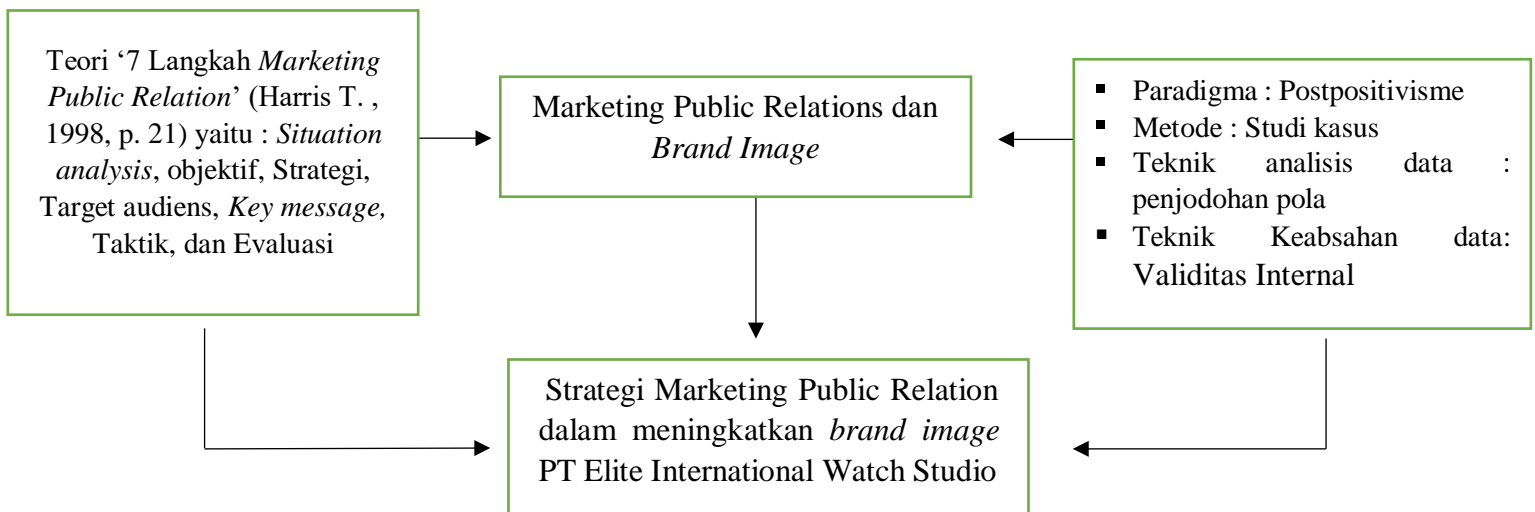 Teori ‘7 Langkah Marketing
Public Relation’ (Harris T. ,
1998, p. 21) yaitu : Situation
analysis, objektif, Strategi,
Target audiens, Key message,
Taktik, dan Evaluasi
Marketing Public Relations dan
Brand Image
▪ Paradigma : Postpositivisme
▪ Metode : Studi kasus
▪ Teknik analisis data :
penjodohan pola
▪ Teknik Keabsahan data:
Validitas Internal
Strategi Marketing Public Relation
dalam meningkatkan brand image
PT Elite International Watch Studio